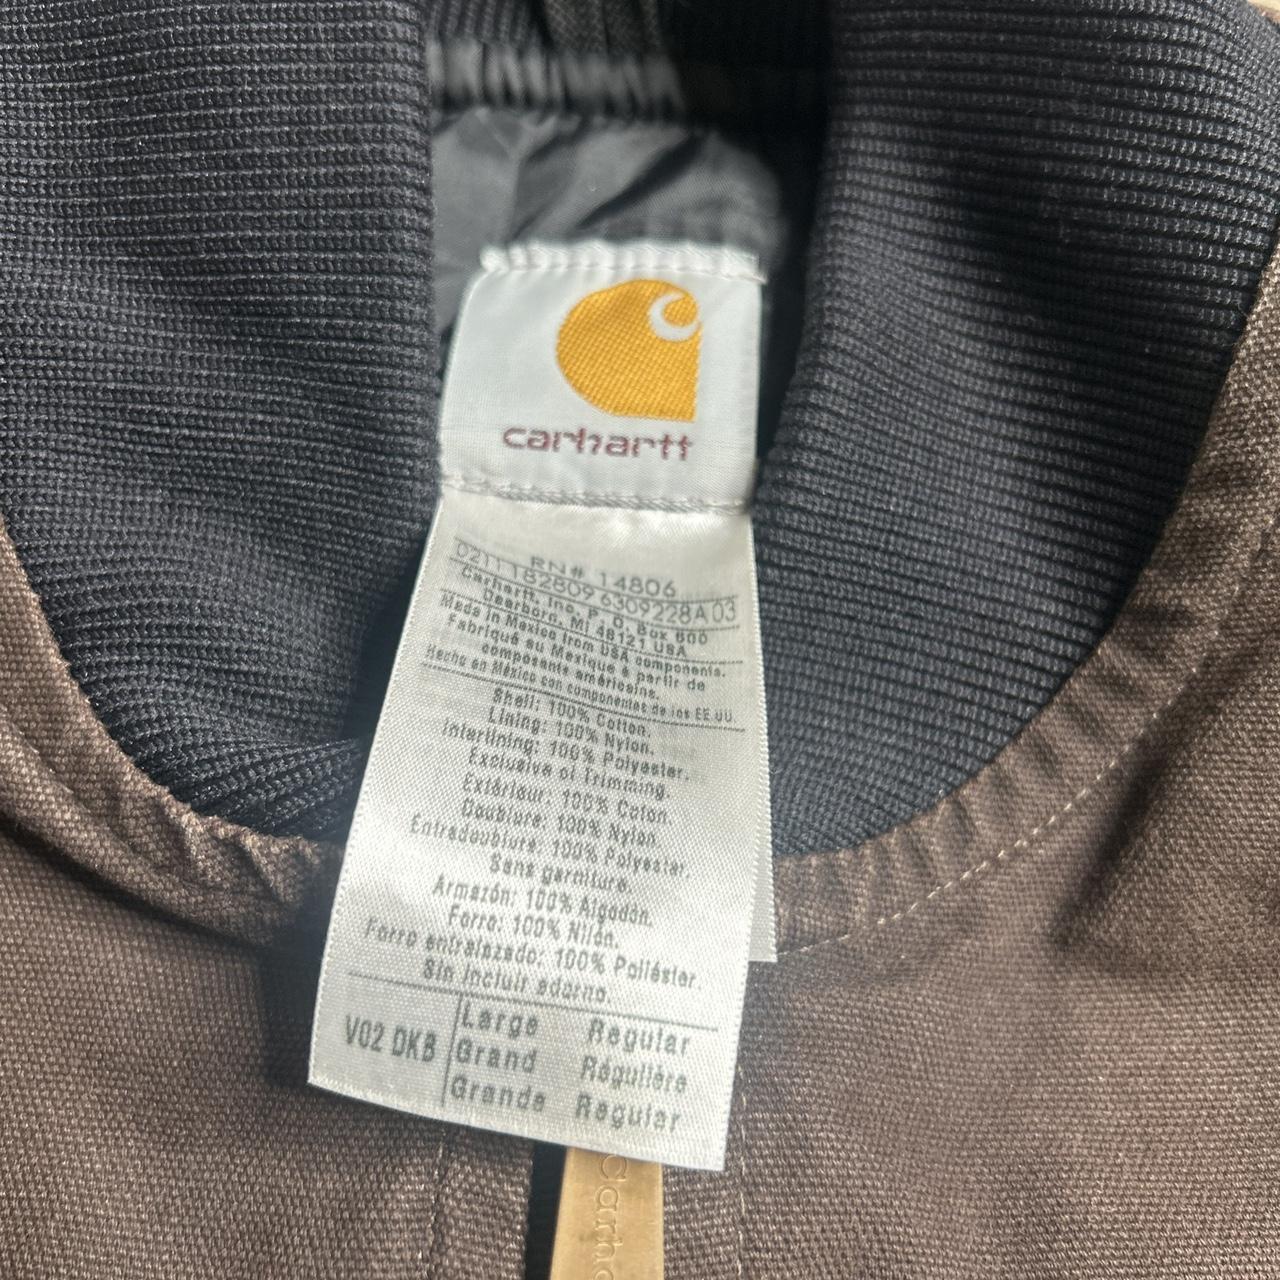 carhartt
RN# 14806
0211182809 6309228A 03
Carhartt, Inc, P. O. Box 600
Dearborn, MI 48121 USA
Made in Mexico from USA components.
Fabriqué au Mexique à partir de
composants américains.
Hecho en México con componentes de los EE.UU.
Shell: 100% Cotton.
Lining: 100% Nylon.
Interlining: 100% Polyester.
Exclusive of Trimming.
Extérieur: 100% Coton.
Doublure: 100% Nylon.
Entredoublure: 100% Polyester.
Sans garniture.
Armazón: 100% Algodón.
Forro: 100% Nilón.
Forro entrelazado: 100% Poliéster.
Sin incluir adorno.
V02 DKB
Large Regular
Grand Régulière
Grande Regular